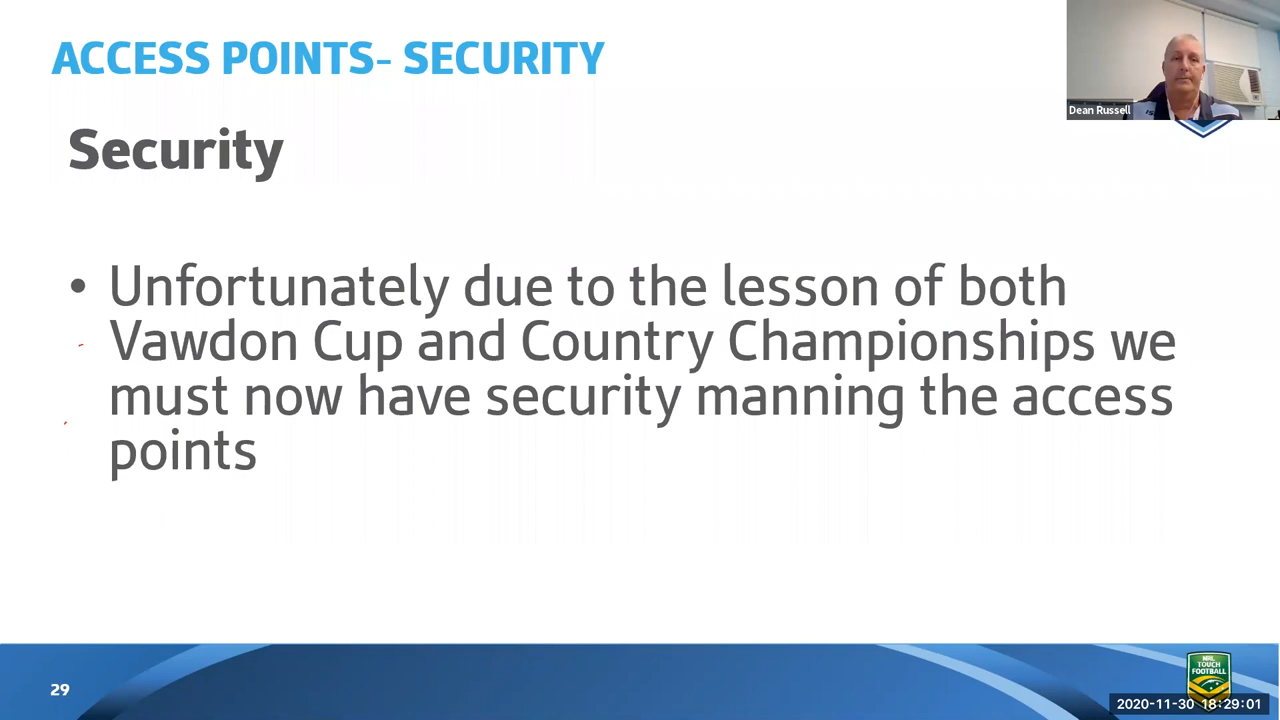 ACCESS POINTS- SECURITY
Dean Russell
Security
• Unfortunately due to the lesson of both
Vawdon Cup and Country Championships we
must now have security manning the access
points
29
NRL
TOUCH
FOOTBALL
2020-11-30 18:29:01